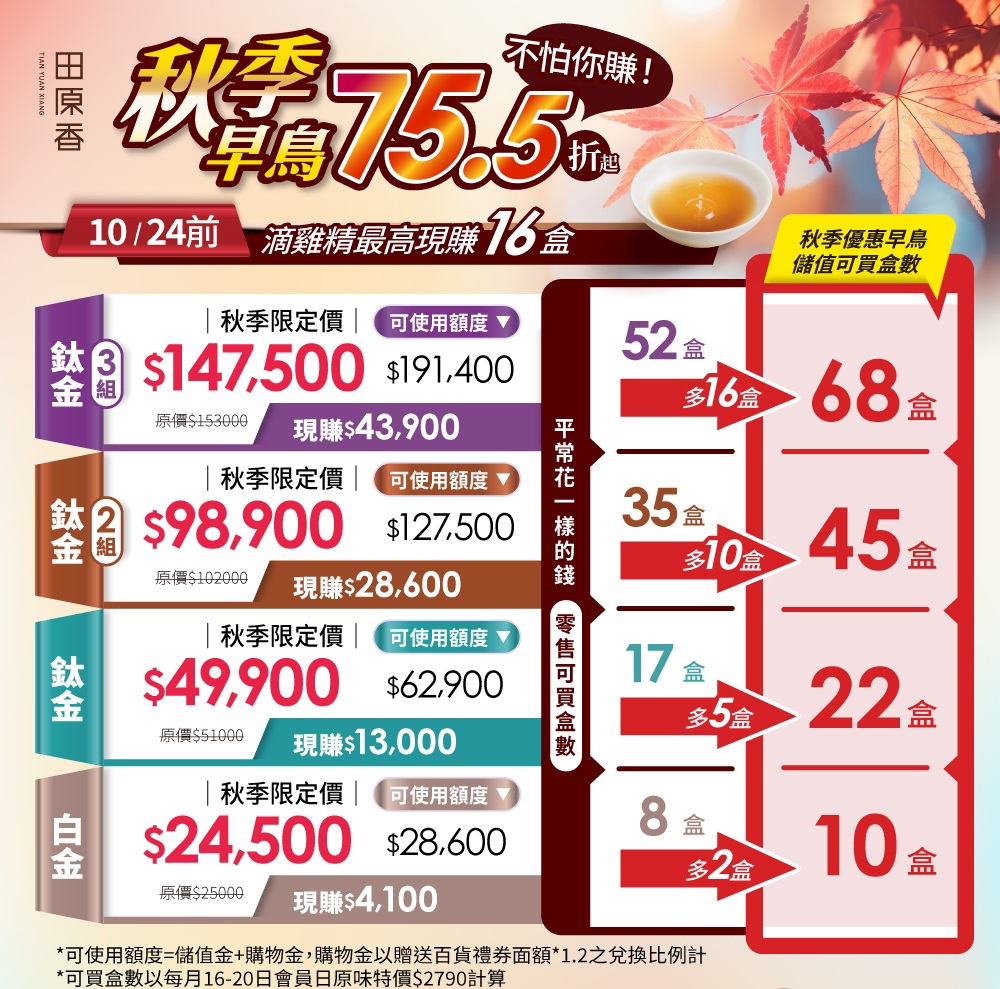 田原香
TIAN YUAN XIANG
秋季
早鳥
75.5
折起
不怕你賺!
10/24前
滴雞精最高現賺16盒
秋季優惠早鳥
儲值可買盒數
鈦金
3組
秋季限定價
可使用額度▼
$147,500
$191,400
原價$153000
現賺$43,900
52盒
多16盒
68盒
鈦金
2組
秋季限定價
可使用額度▼
$98,900
$127,500
原價$102000
現賺$28,600
35盒
多10盒
45盒
鈦金
秋季限定價
可使用額度▼
$49,900
$62,900
原價$51000
現賺$13,000
17盒
多5盒
22盒
白金
秋季限定價
可使用額度▼
$24,500
$28,600
原價$25000
現賺$4,100
8盒
多2盒
10盒
平常花一樣的錢
零售可買盒數
*可使用額度=儲值金+購物金,購物金以贈送百貨禮券面額*1.2之兌換比例計
*可買盒數以每月16-20日會員日原味特價$2790計算